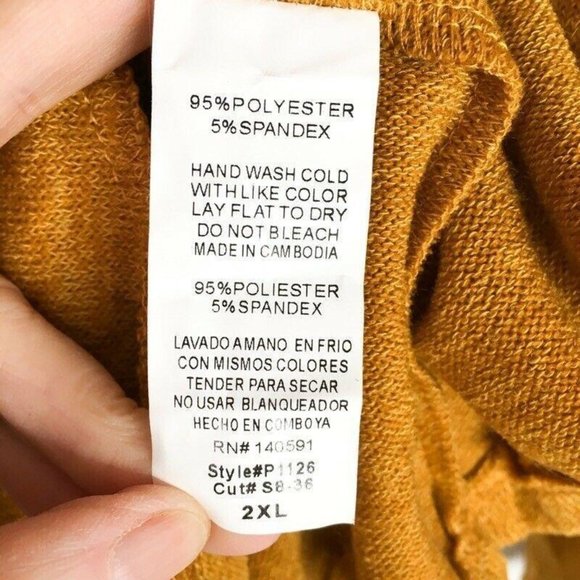 95%POLYESTER
5%SPANDEX
HAND WASH COLD
WITH LIKE COLOR
LAY FLAT TO DRY
DO NOT BLEACH
MADE IN CAMBODIA
95%POLIESTER
5%SPANDEX
LAVADO AMANO EN FRIO
CON MISMOS COLORES
TENDER PARA SECAR
NO USAR BLANQUEADOR
HECHO EN COMBOYA
RN# 140591
Style#P1126
Cut# S8-36
2XL